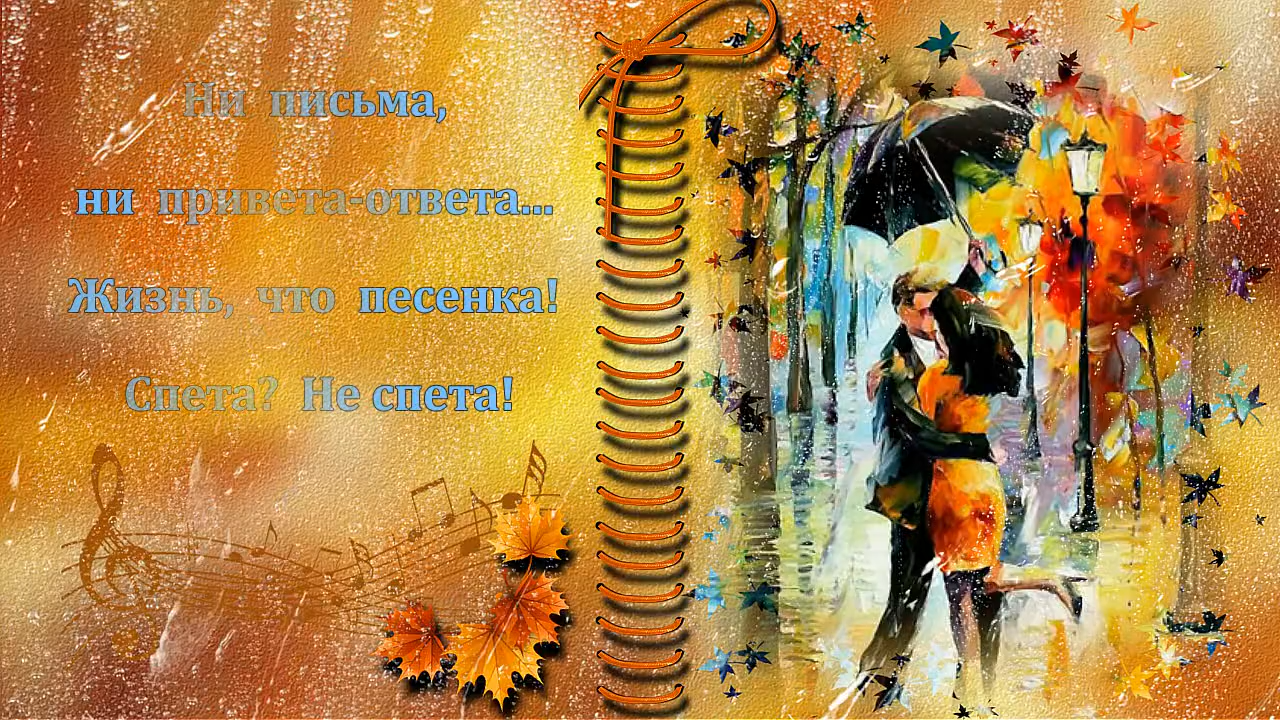 Ни письма,
ни привета-ответа...
Жизнь, что песенка!
Спета? Не спета!